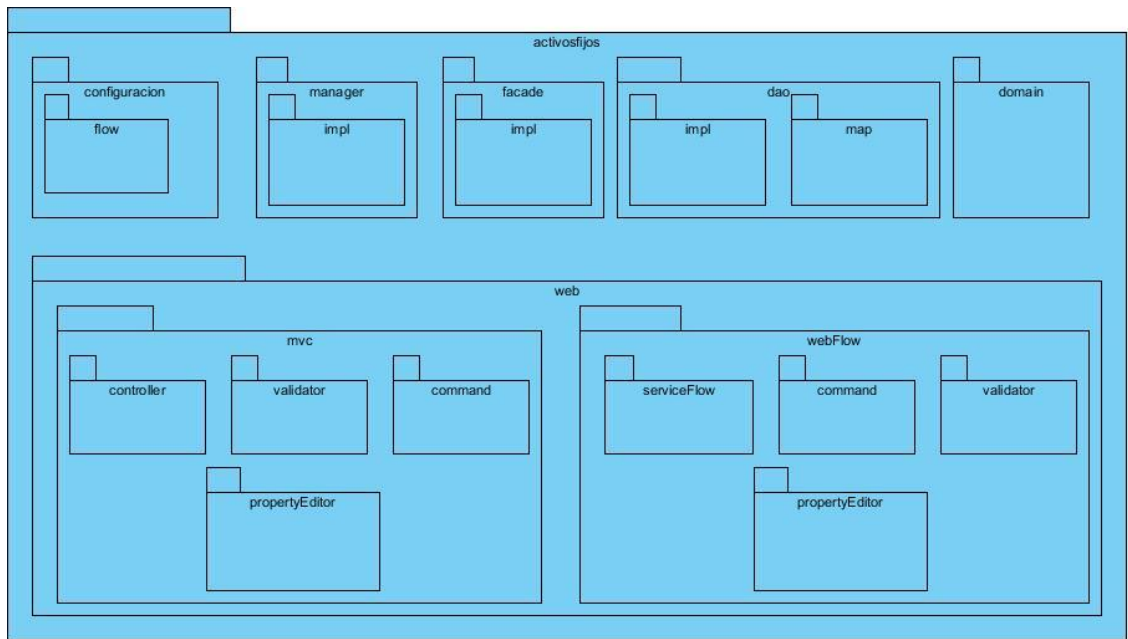 activosfijos
configuracion
manager
facade
dao
domain
flow
impl
impl
impl
map
web
mvc
webFlow
controller
validator
command
serviceFlow
command
validator
propertyEditor
propertyEditor